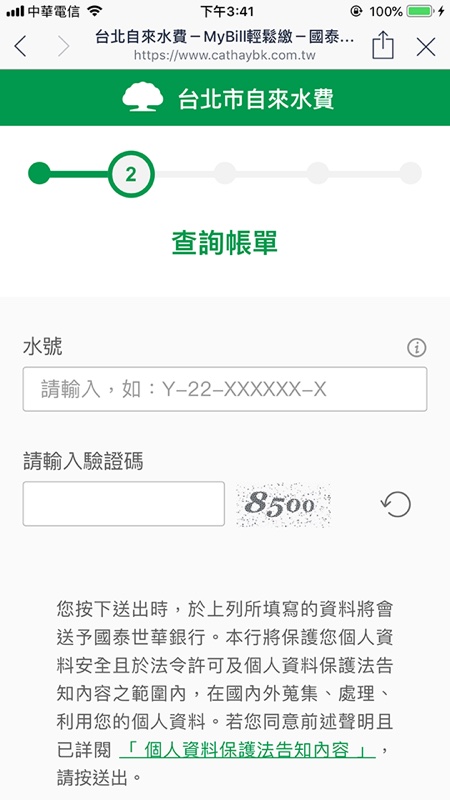 中華電信 下午3:41 100%
台北自來水費－MyBill輕鬆繳－國泰...
https://www.cathaybk.com.tw
台北市自來水費
2
查詢帳單
水號
請輸入，如：Y-22-XXXXXX-X
請輸入驗證碼
8500
您按下送出時，於上列所填寫的資料將會
送予國泰世華銀行。本行將保護您個人資
料安全且於法令許可及個人資料保護法告
知內容之範圍內，在國內外蒐集、處理、
利用您的個人資料。若您同意前述聲明且
已詳閱「 個人資料保護法告知內容 」，
請按送出。